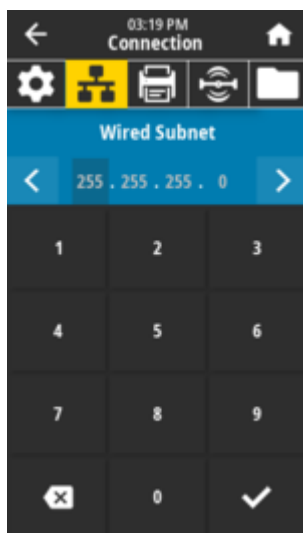 03:19 PM
Connection
Wired Subnet
255 . 255 . 255 . 0
1 2 3
4 5 6
7 8 9
0